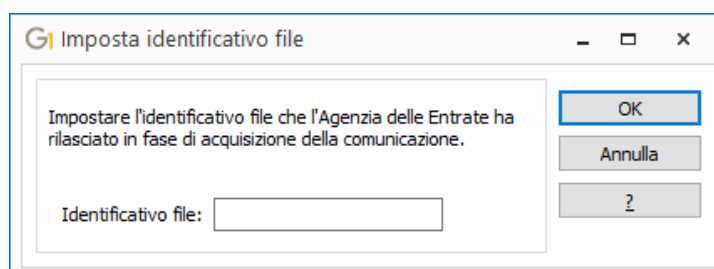 G1 Imposta identificativo file
Impostare l'identificativo file che l'Agenzia delle Entrate ha
rilasciato in fase di acquisizione della comunicazione.
Identificativo file:
OK
Annulla
?